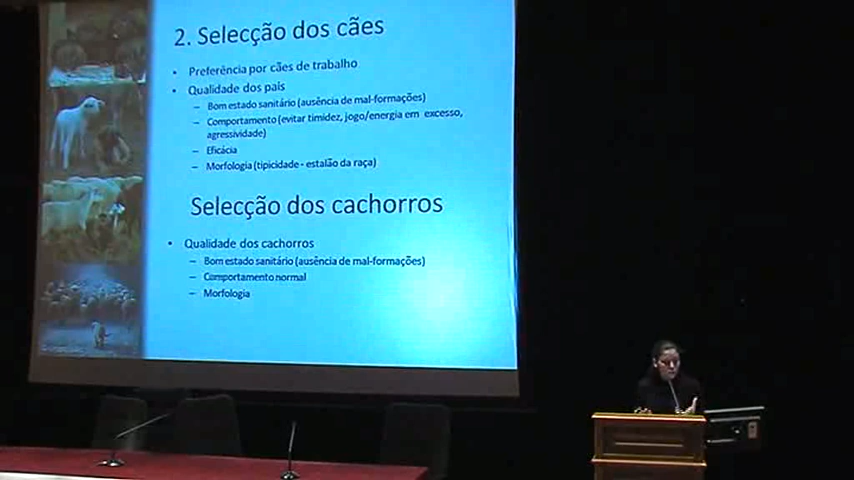 2. Selecção dos cães
• Preferência por cães de trabalho
• Qualidade dos pais
– Bom estado sanitário (ausência de mal-formações)
– Comportamento (evitar timidez, jogo/energia em excesso,
agressividade)
– Eficácia
– Morfologia (tipicidade - estalão da raça)
Selecção dos cachorros
• Qualidade dos cachorros
– Bom estado sanitário (ausência de mal-formações)
– Comportamento normal
– Morfologia